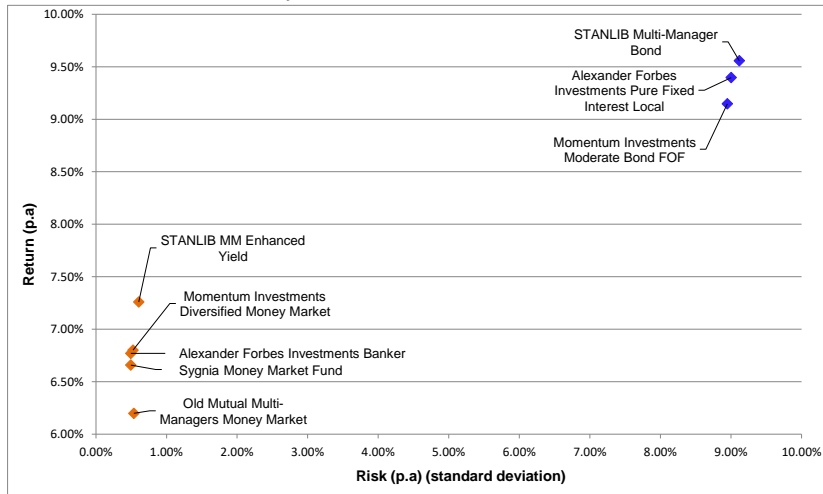 10.00%
9.50%
9.00%
8.50%
8.00%
7.50%
7.00%
6.50%
6.00%
Return (p.a)
STANLIB Multi-Manager
Bond
Alexander Forbes
Investments Pure Fixed
Interest Local
Momentum Investments
Moderate Bond FOF
STANLIB MM Enhanced
Yield
Momentum Investments
Diversified Money Market
Alexander Forbes Investments Banker
Sygnia Money Market Fund
Old Mutual Multi-
Managers Money Market
0.00%
1.00%
2.00%
3.00%
4.00%
5.00%
6.00%
7.00%
8.00%
9.00%
10.00%
Risk (p.a) (standard deviation)